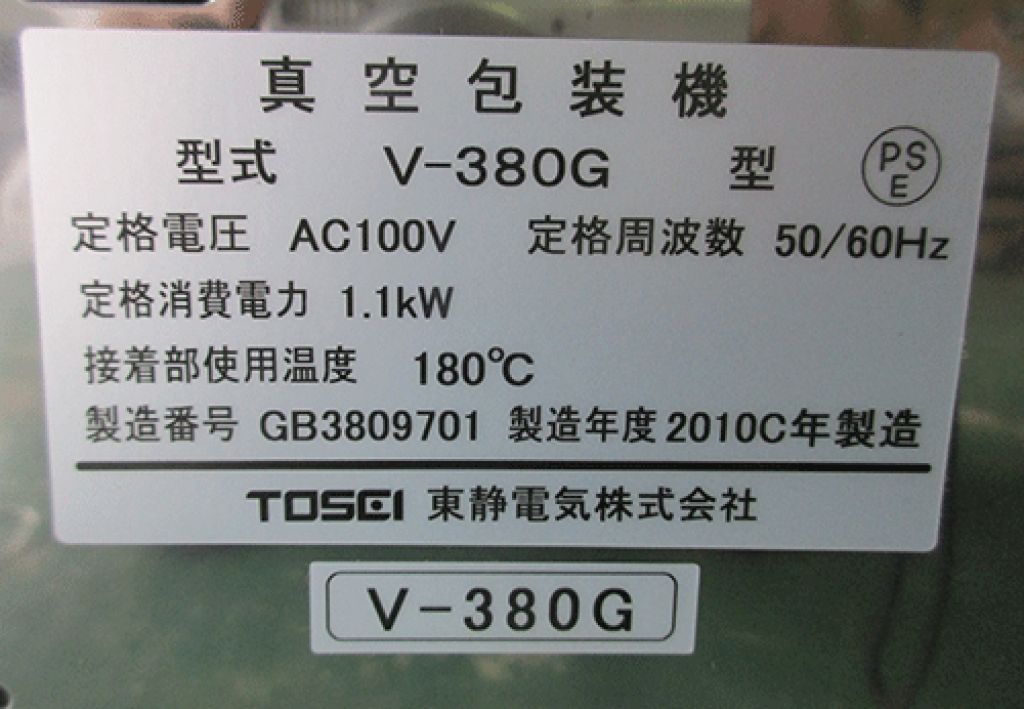 真空包装機
型式 V-380G 型 PSE
定格電圧 AC100V 定格周波数 50/60Hz
定格消費電力 1.1kW
接着部使用温度 180℃
製造番号 GB3809701 製造年度 2010C年製造
TOSEI 東静電気株式会社
V-380G